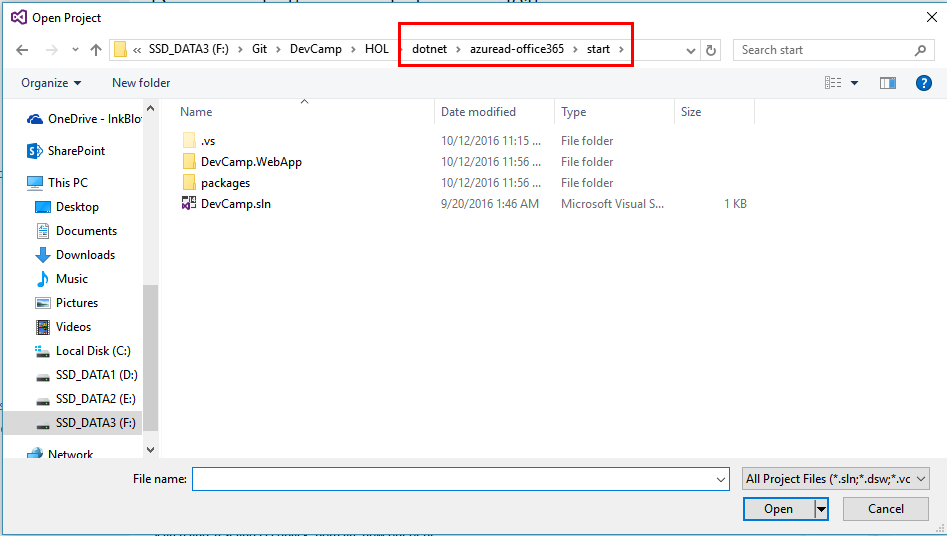 Open Project
« SSD_DATA3 (F:) > Git > DevCamp > HOL > dotnet > azuread-office365 > start >
Search start
Organize
New folder
OneDrive - InkBlo
SharePoint
This PC
Desktop
Documents
Downloads
Music
Pictures
Videos
Local Disk (C:)
SSD_DATA1 (D:)
SSD_DATA2 (E:)
SSD_DATA3 (F:)
Network
Name Date modified Type Size
.vs 10/12/2016 11:15 ... File folder
DevCamp.WebApp 10/12/2016 11:56 ... File folder
packages 10/12/2016 11:56 ... File folder
DevCamp.sln 9/20/2016 1:46 AM Microsoft Visual S... 1 KB
File name:
All Project Files (*.sln;*.dsw;*.vc
Open
Cancel